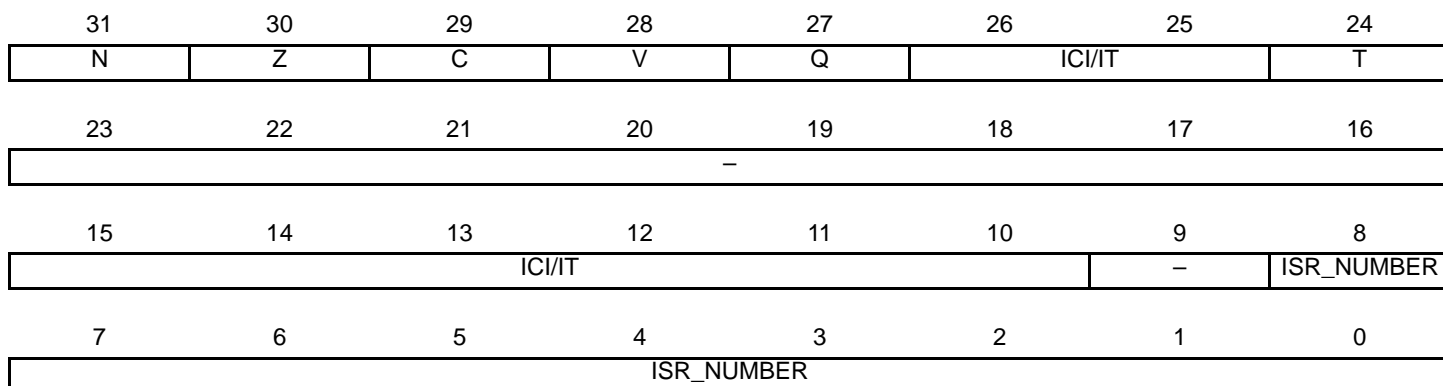 31 30 29 28 27 26 25 24
N Z C V Q ICI/IT T
23 22 21 20 19 18 17 16
–
15 14 13 12 11 10 9 8
ICI/IT – ISR_NUMBER
7 6 5 4 3 2 1 0
ISR_NUMBER